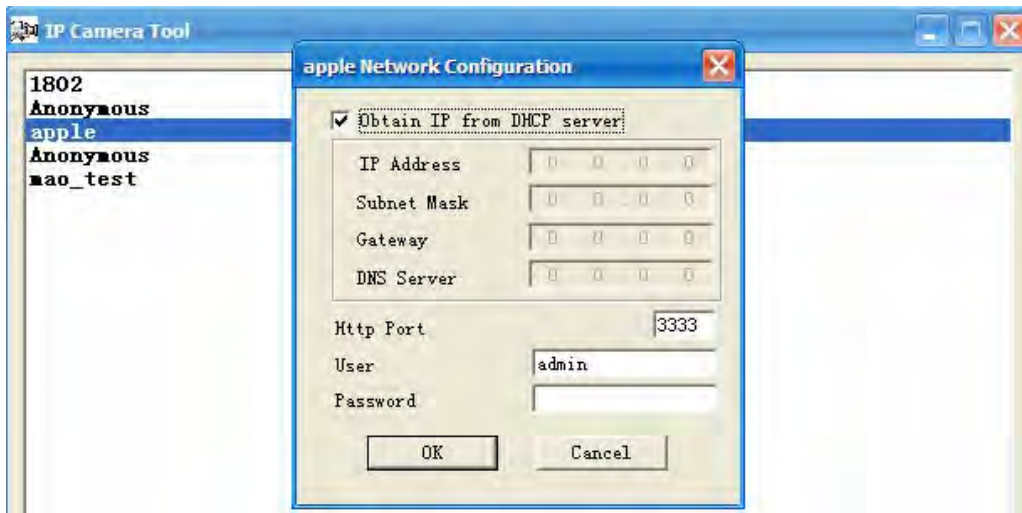 IP Camera Tool
1802
Anonymous
apple
Anonymous
mao_test
apple Network Configuration
Obtain IP from DHCP server
IP Address 0 0 0 0
Subnet Mask 0 0 0 0
Gateway 0 0 0 0
DNS Server 0 0 0 0
Http Port 3333
User admin
Password
OK Cancel